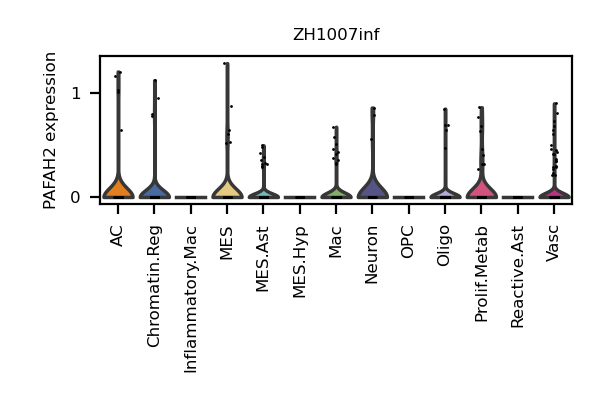 ZH1007inf
PAFAH2 expression
1
0
AC
Chromatin.Reg
Inflammatory.Mac
MES
MES.Ast
MES.Hyp
Mac
Neuron
OPC
Oligo
Prolif.Metab
Reactive.Ast
Vasc